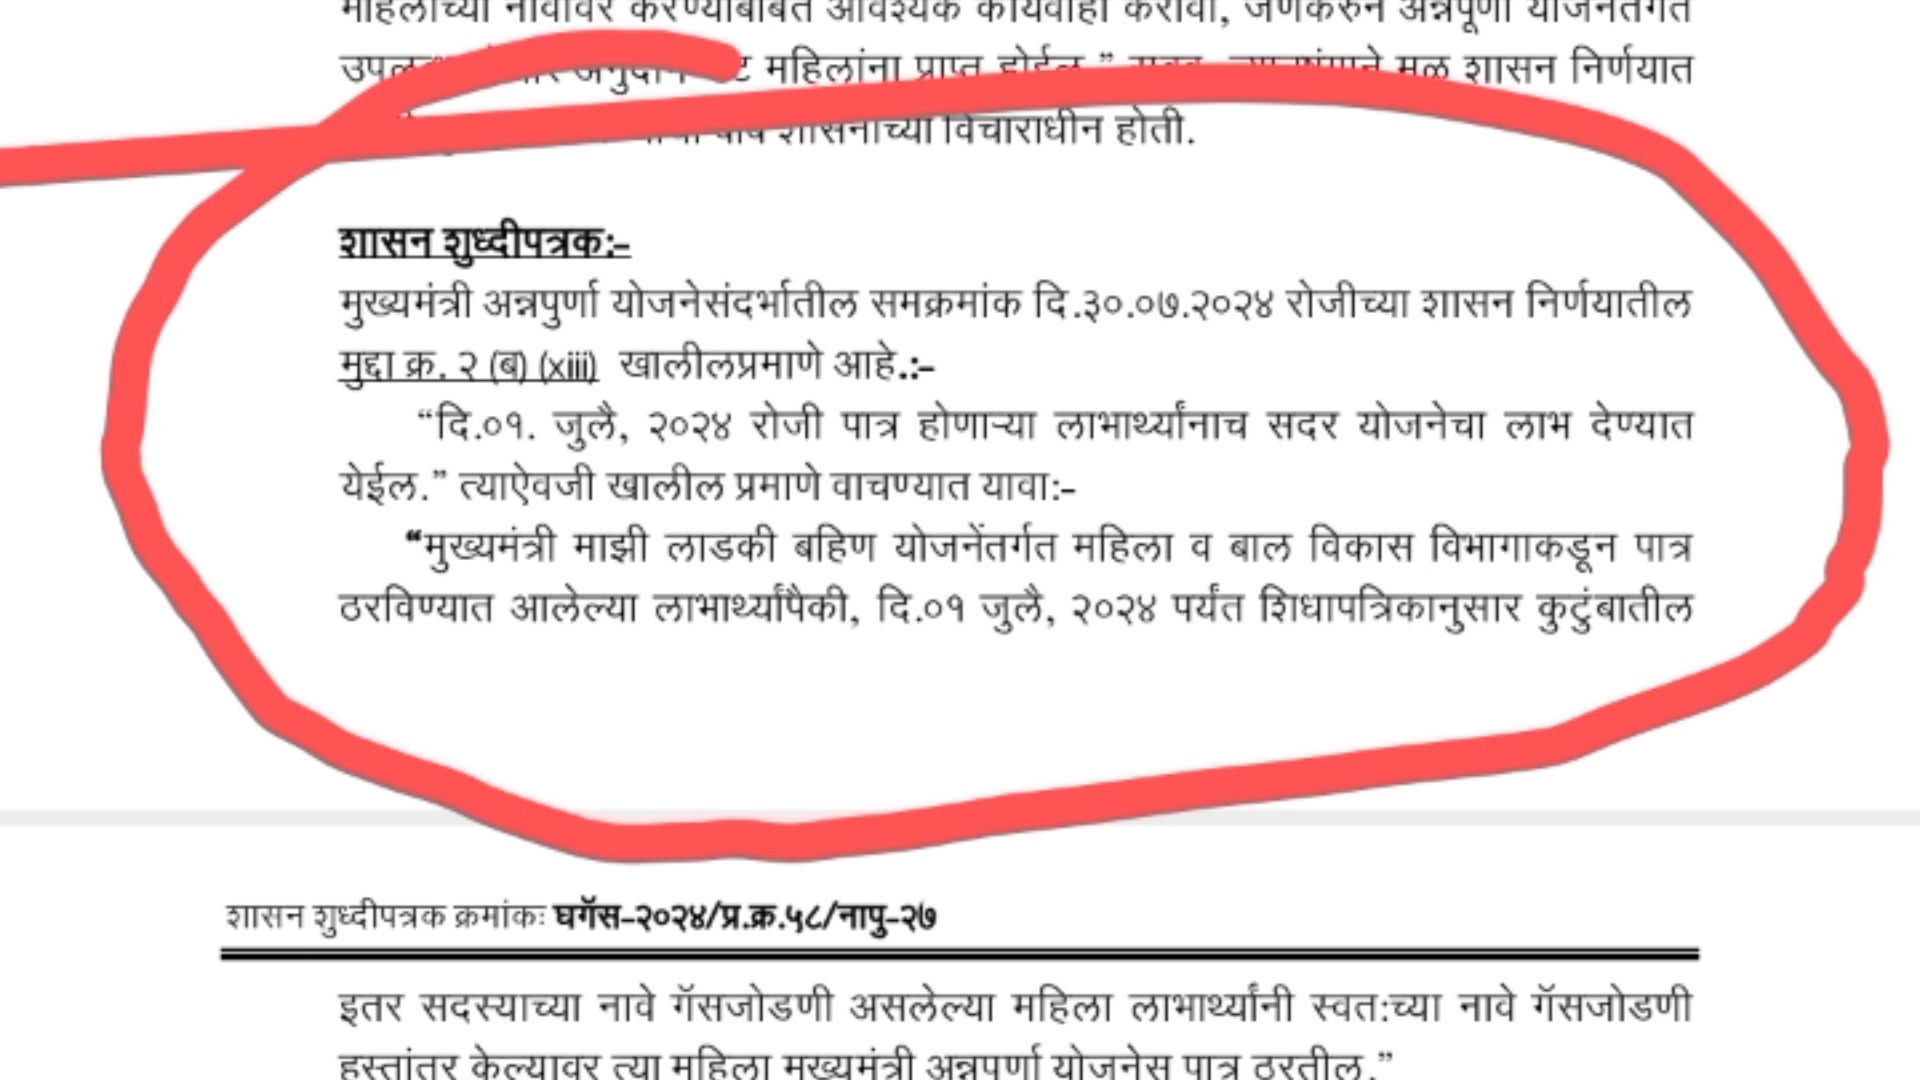 महिलांच्या नावावर करण्याबाबत आवश्यक कार्यवाही करावी, जेणेकरुन अन्नपूर्णा योजनेंतर्गत
महिलांना प्राप्त होईल.” मूळ शासन निर्णयात
शासनाच्या विचाराधीन होती.
शासन शुध्दीपत्रक:-
मुख्यमंत्री अन्नपुर्णा योजनेसंदर्भातील समक्रमांक दि.३०.०७.२०२४ रोजीच्या शासन निर्णयातील
मुद्दा क्र. २ (ब) (xiii) खालीलप्रमाणे आहे.:-
“दि.०१. जुलै, २०२४ रोजी पात्र होणाऱ्या लाभार्थ्यांनाच सदर योजनेचा लाभ देण्यात
येईल.” त्याऐवजी खालील प्रमाणे वाचण्यात यावा:-
“मुख्यमंत्री माझी लाडकी बहिण योजनेंतर्गत महिला व बाल विकास विभागाकडून पात्र
ठरविण्यात आलेल्या लाभार्थ्यांपैकी, दि.०१ जुलै, २०२४ पर्यंत शिधापत्रिकानुसार कुटुंबातील
शासन शुध्दीपत्रक क्रमांकः घगॅस-२०२४/प्र.क्र.५८/नापु-२७
इतर सदस्याच्या नावे गॅसजोडणी असलेल्या महिला लाभार्थ्यांनी स्वत:च्या नावे गॅसजोडणी
हस्तांतर केल्यावर त्या महिला मुख्यमंत्री अन्नपुर्णा योजनेस पात्र ठरतील.”